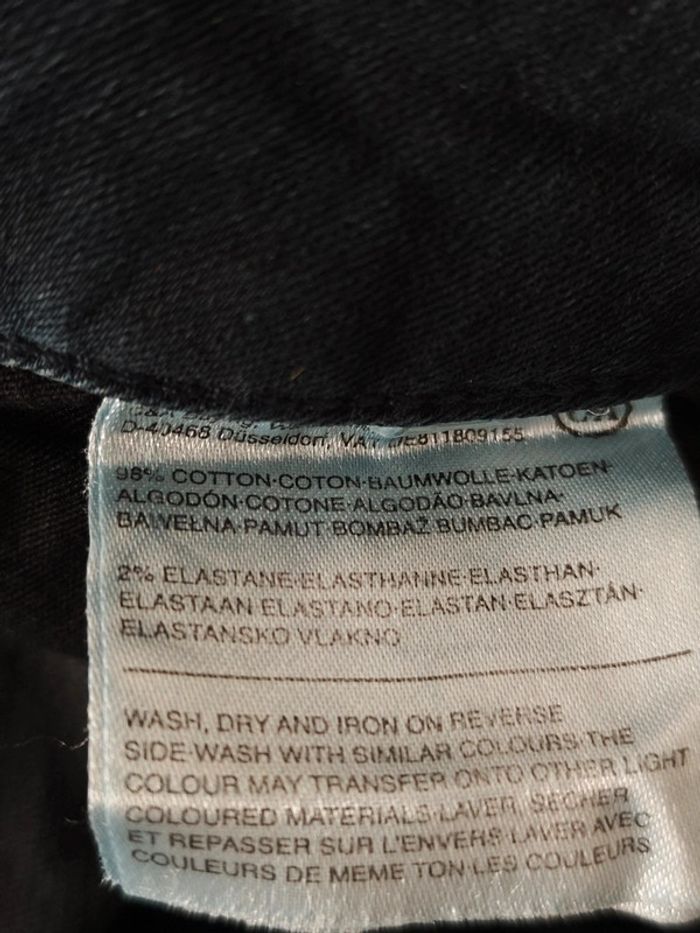 D-40468 Düsseldorf, VAT DE811809155
98% COTTON·COTON·BAUMWOLLE·KATOEN·
ALGODÓN·COTONE·ALGODÃO·BAVLNA·
BAWEŁNA·PAMUT·BOMBAŽ·BUMBAC·PAMUK
2% ELASTANE·ELASTHANNE·ELASTHAN·
ELASTAAN·ELASTANO·ELASTAN·ELASZTÁN·
ELASTANSKO VLAKNO
WASH, DRY AND IRON ON REVERSE
SIDE·WASH WITH SIMILAR COLOURS·THE
COLOUR MAY TRANSFER ONTO OTHER LIGHT
COLOURED MATERIALS·LAVER, SÉCHER
ET REPASSER SUR L'ENVERS·LAVER AVEC
COULEURS DE MEME TON·LES COULEURS